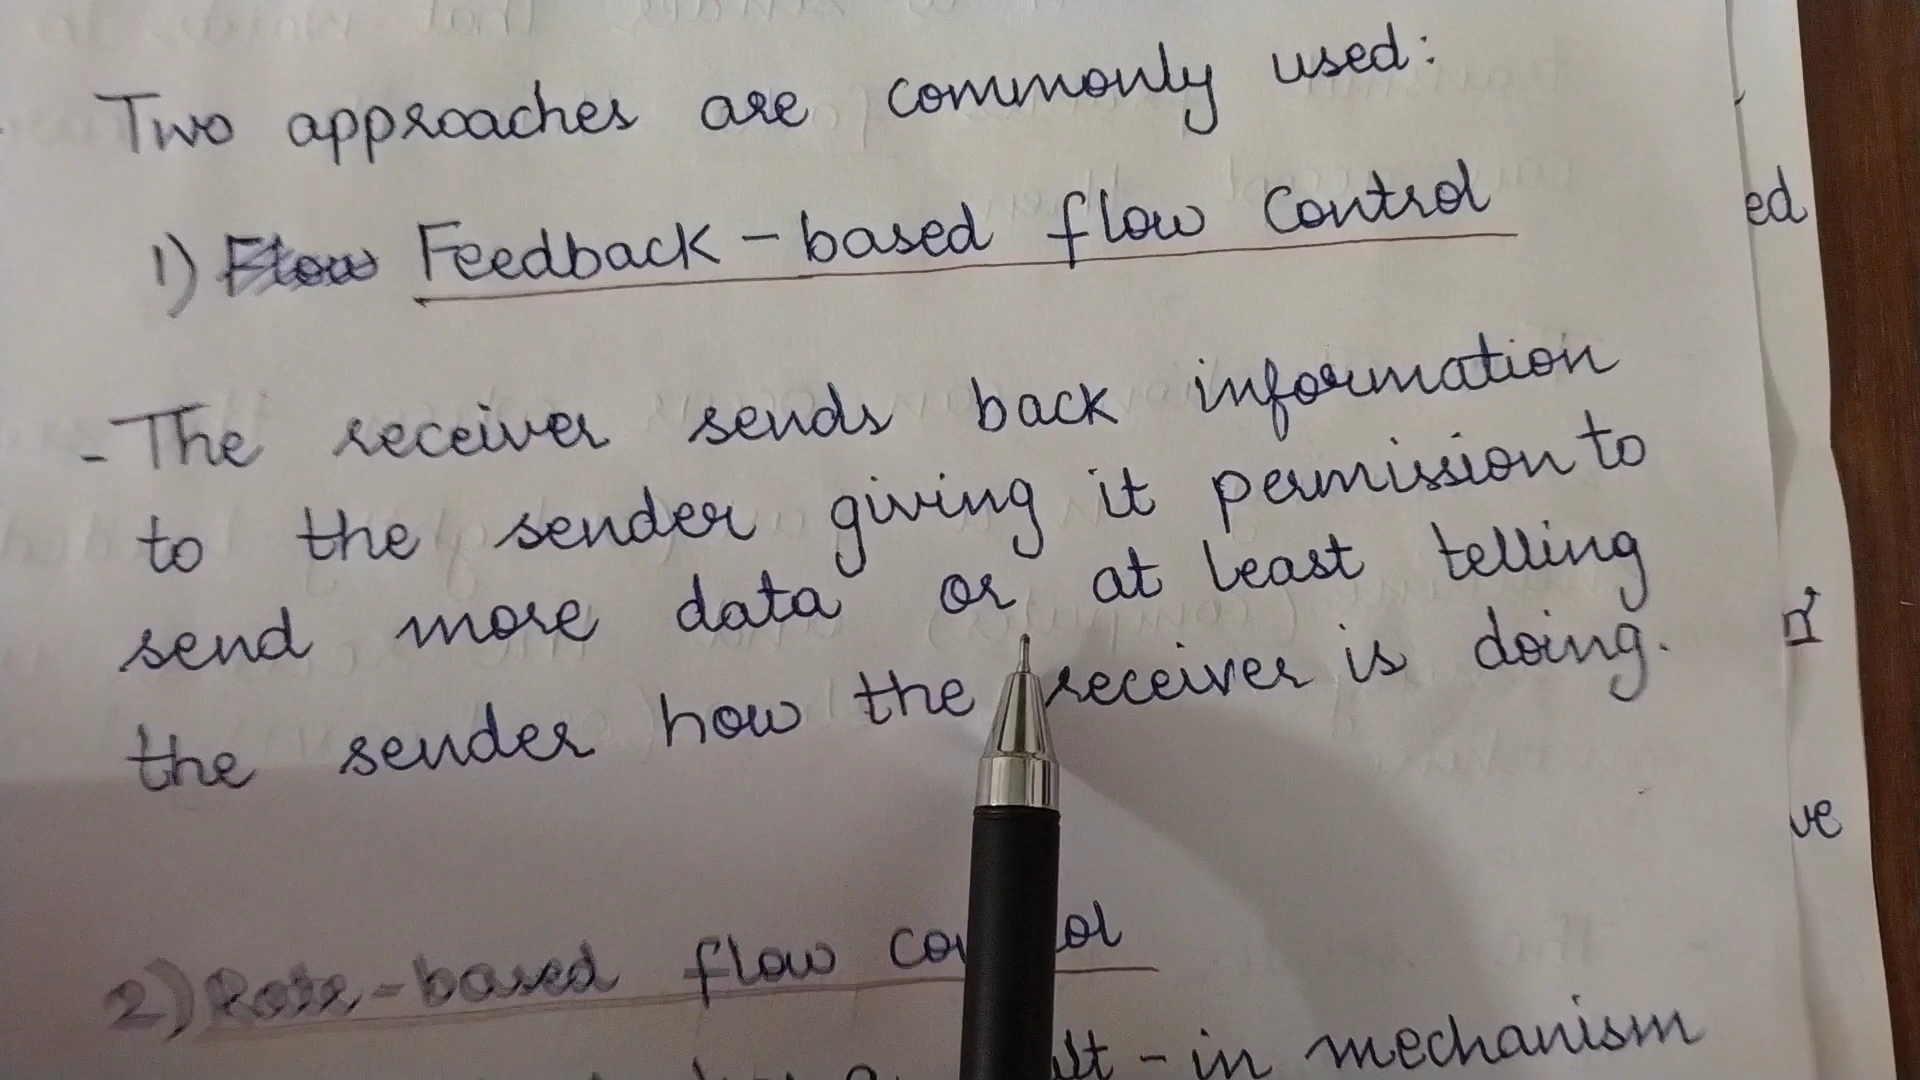 Two approaches are commonly used:
1) Flow Feedback-based flow Control
- The receiver sends back information
to the sender giving it permission to
send more data or at least telling
the sender how the receiver is doing.
2) Rate-based flow
in mechanism
ed
ve